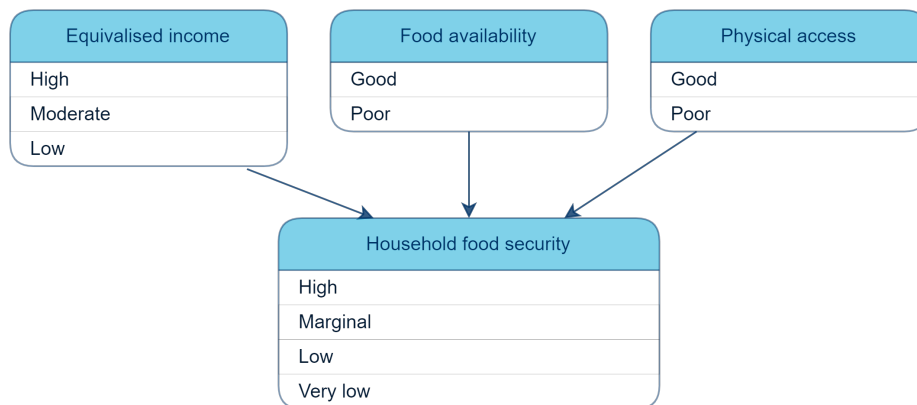 Equivalised income
High
Moderate
Low
Food availability
Good
Poor
Physical access
Good
Poor
Household food security
High
Marginal
Low
Very low